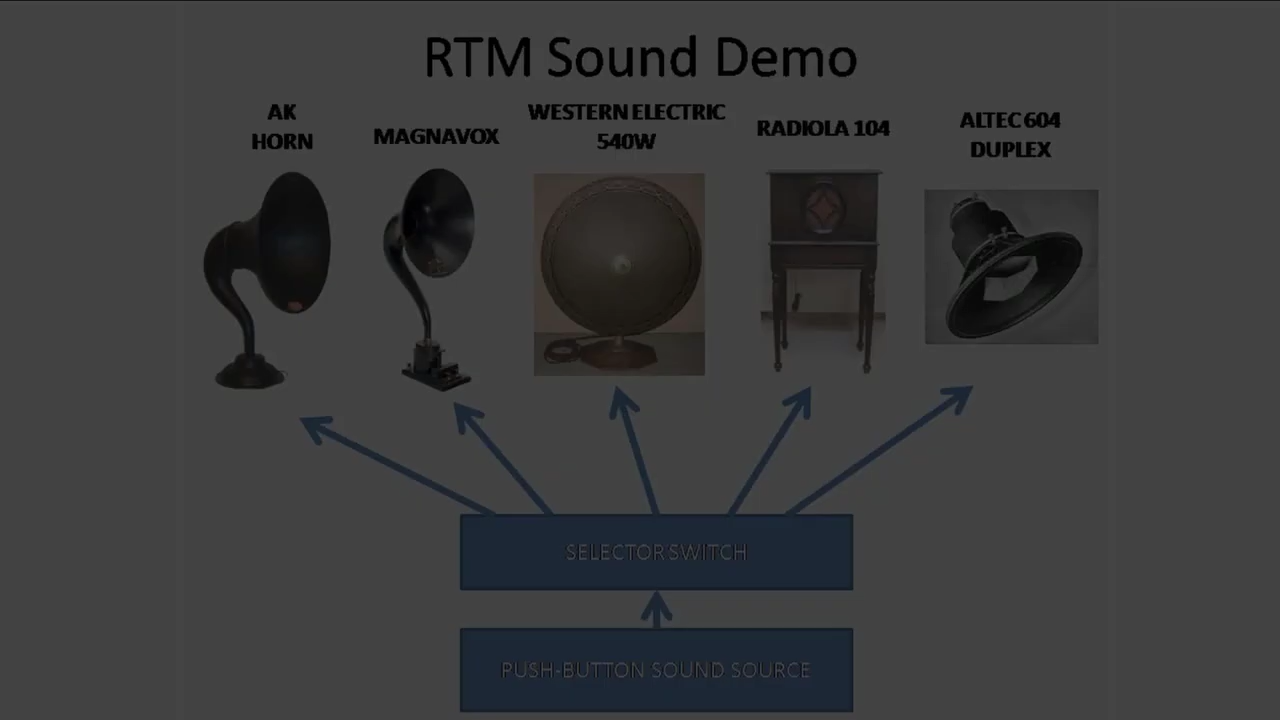 RTM Sound Demo
AK
HORN
MAGNAVOX
WESTERN ELECTRIC
540W
RADIOLA 104
ALTEC 604
DUPLEX
SELECTOR SWITCH
PUSH-BUTTON SOUND SOURCE